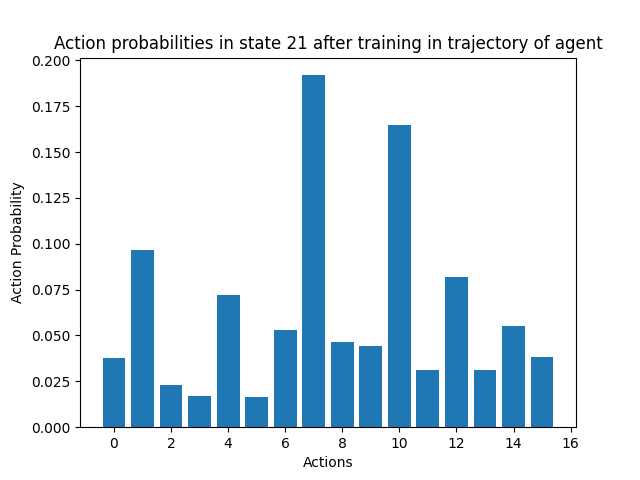 Action probabilities in state 21 after training in trajectory of agent
0.200
0.175
0.150
0.125
0.100
0.075
0.050
0.025
0.000
Action Probability
0 2 4 6 8 10 12 14 16
Actions